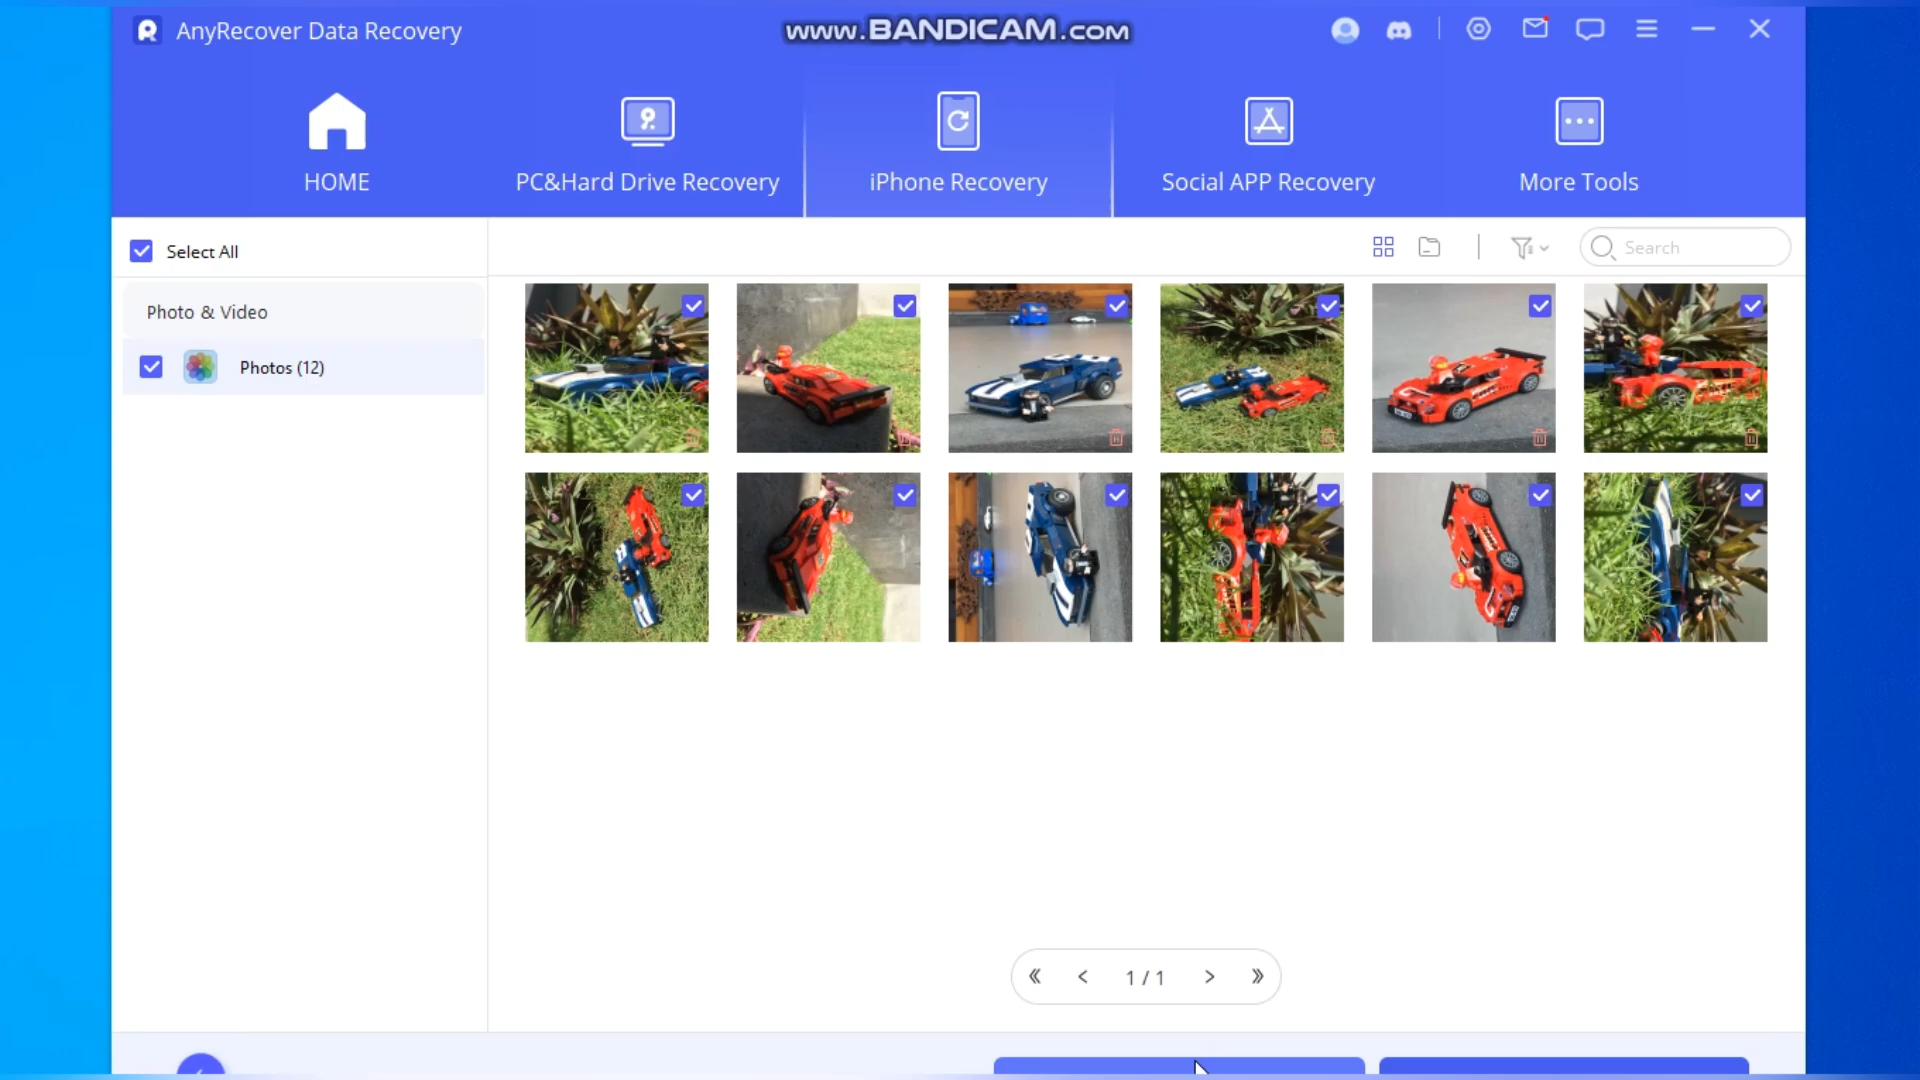 AnyRecover Data Recovery
www.BANDICAM.com
HOME
PC&Hard Drive Recovery
iPhone Recovery
Social APP Recovery
More Tools
Select All
Search
Photo & Video
Photos (12)
1 / 1